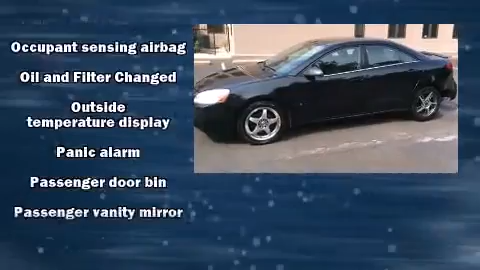 Occupant sensing airbag
Oil and Filter Changed
Outside
temperature display
Panic alarm
Passenger door bin
Passenger vanity mirror